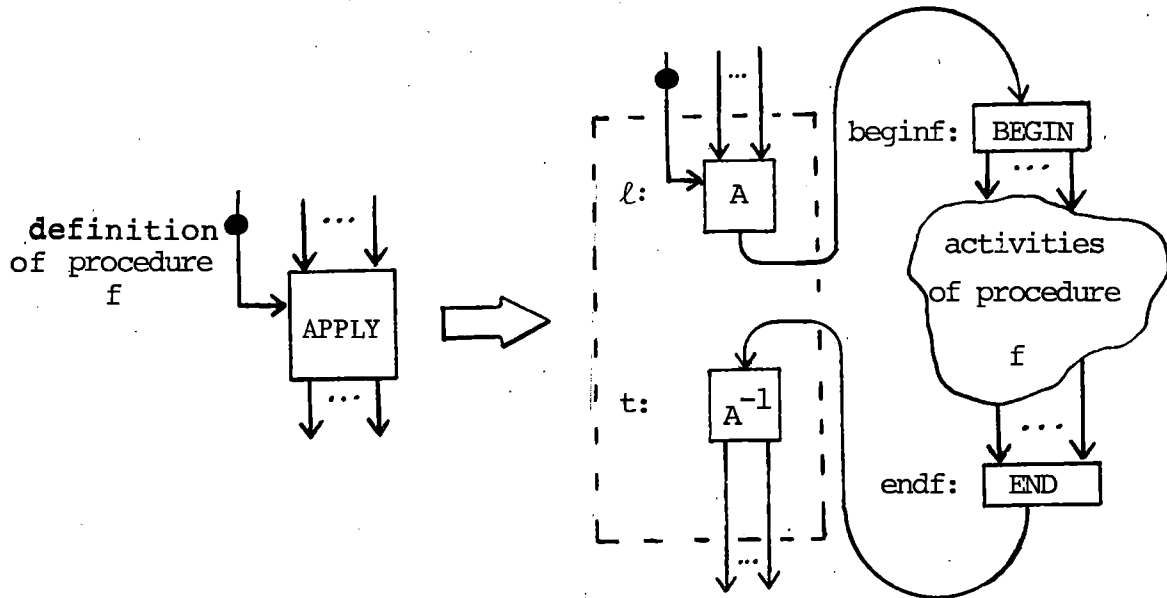 definition
of procedure
f
...
APPLY
...
...
ℓ:
A
t:
A⁻¹
...
beginf:
BEGIN
...
activities
of procedure
f
...
endf:
END